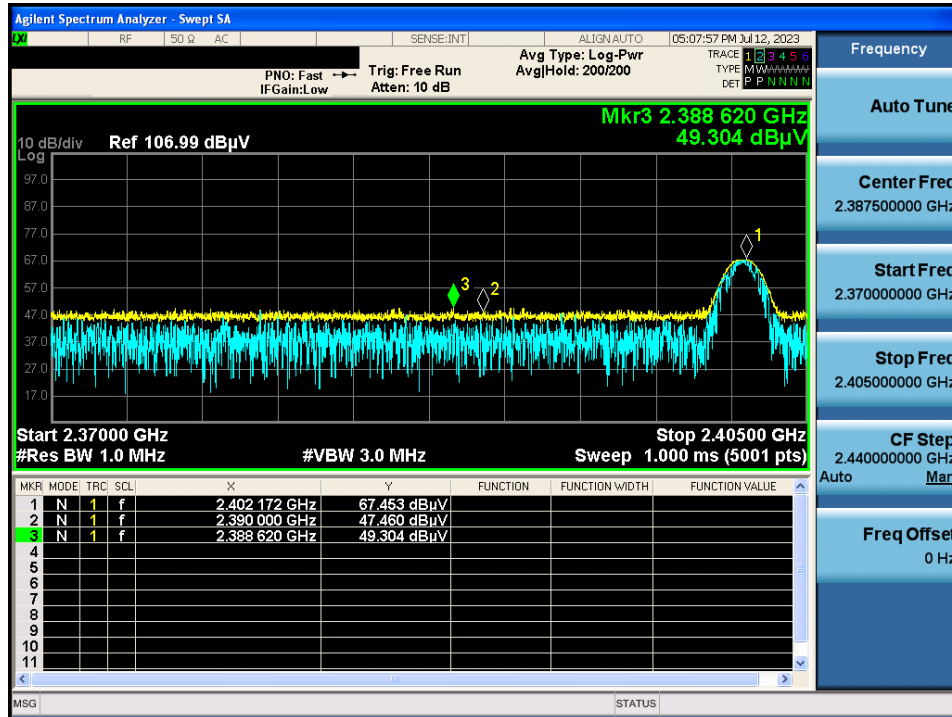 Agilent Spectrum Analyzer - Swept SA
LXI RF 50 Ω AC SENSE:INT ALIGN AUTO 05:07:57 PM Jul 12, 2023
PNO: Fast Trig: Free Run Avg Type: Log-Pwr TRACE 1 2 3 4 5 6
IFGain:Low Atten: 10 dB Avg|Hold: 200/200 TYPE M W
DET P P N N N N
Mkr3 2.388 620 GHz
49.304 dBµV
10 dB/div Ref 106.99 dBµV
Log
97.0
87.0
77.0
67.0
57.0
47.0
37.0
27.0
17.0
1
3
2
Start 2.37000 GHz Stop 2.40500 GHz
#Res BW 1.0 MHz #VBW 3.0 MHz Sweep 1.000 ms (5001 pts)
MKR MODE TRC SCL X Y FUNCTION FUNCTION WIDTH FUNCTION VALUE
1 N 1 f 2.402 172 GHz 67.453 dBµV
2 N 1 f 2.390 000 GHz 47.460 dBµV
3 N 1 f 2.388 620 GHz 49.304 dBµV
4
5
6
7
8
9
10
11
MSG STATUS
Frequency
Auto Tune
Center Freq
2.387500000 GHz
Start Freq
2.370000000 GHz
Stop Freq
2.405000000 GHz
CF Step
2.440000000 GHz
Auto Man
Freq Offset
0 Hz